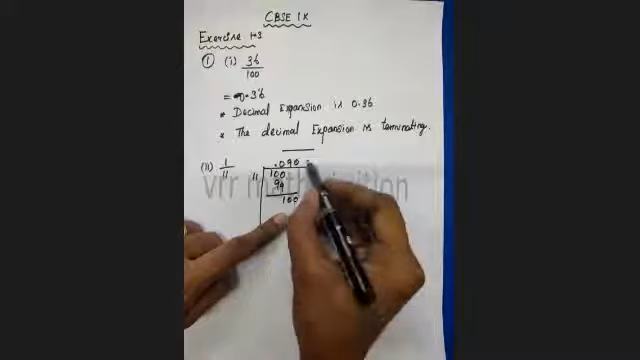 CBSE IX
Exercise 1.3
① (i) 36/100
= 0.36
* Decimal Expansion is 0.36
* The decimal Expansion is terminating.
(ii) 1/11
.090
11 100
99
100